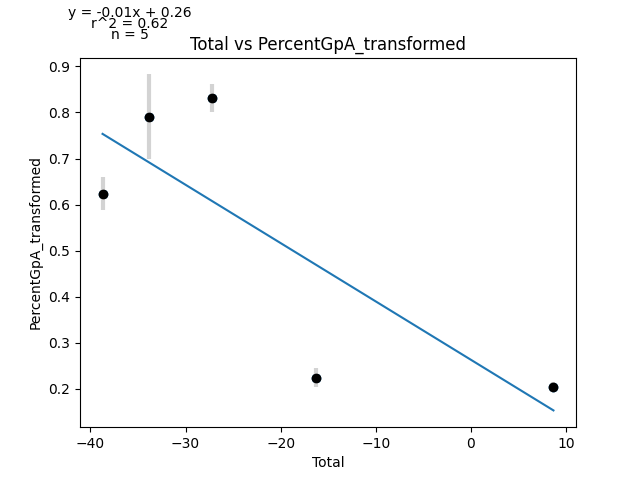 y = -0.01x + 0.26
r^2 = 0.62
n = 5
Total vs PercentGpA_transformed
PercentGpA_transformed
0.9
0.8
0.7
0.6
0.5
0.4
0.3
0.2
−40
−30
−20
−10
0
10
Total